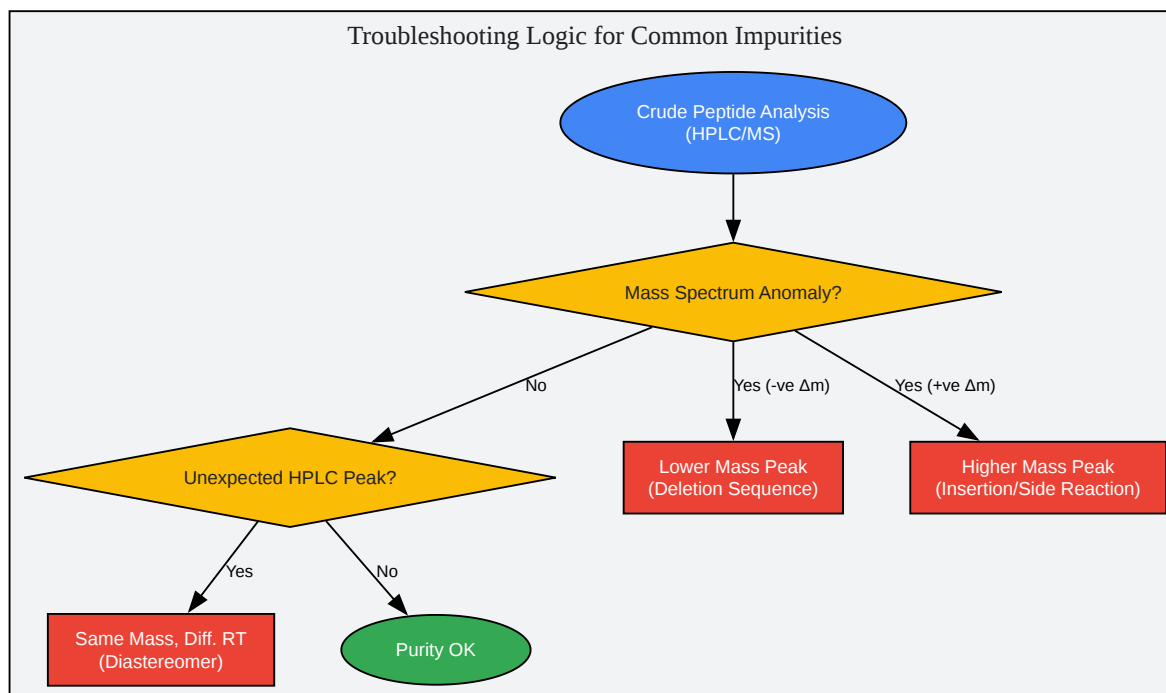 Troubleshooting Logic for Common Impurities
Crude Peptide Analysis
(HPLC/MS)
Mass Spectrum Anomaly?
No
Yes (-ve Δm)
Yes (+ve Δm)
Unexpected HPLC Peak?
Lower Mass Peak
(Deletion Sequence)
Higher Mass Peak
(Insertion/Side Reaction)
Yes
No
Same Mass, Diff. RT
(Diastereomer)
Purity OK